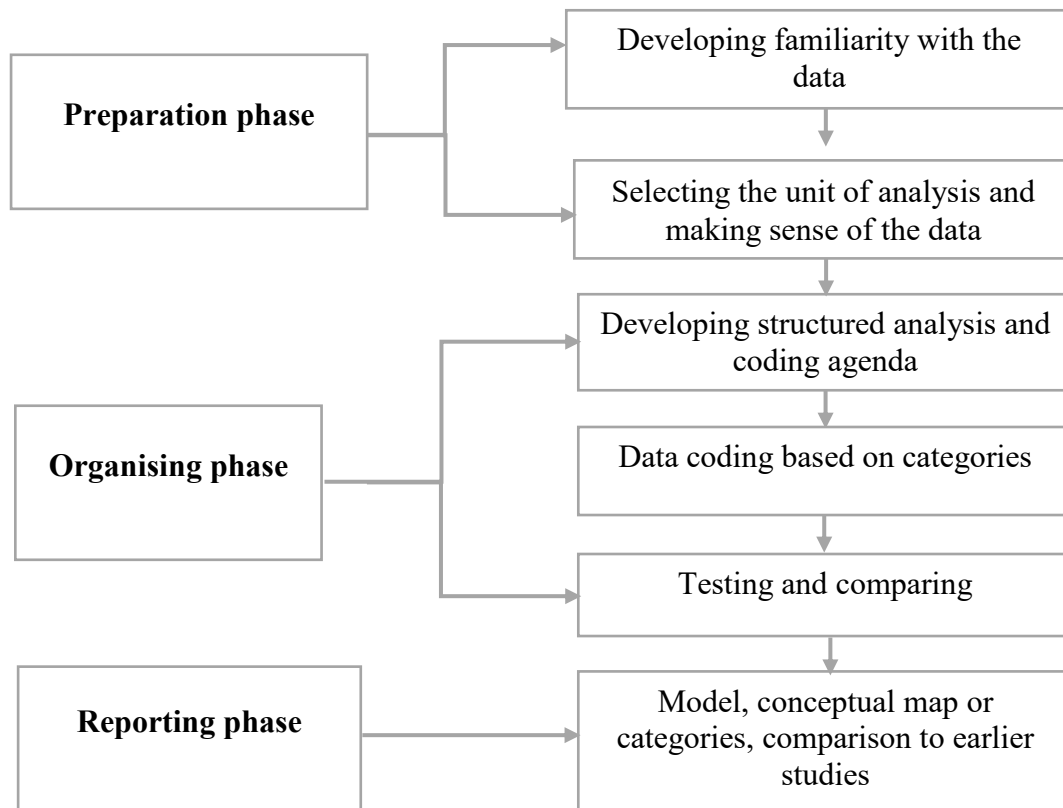 Developing familiarity with the
data
Preparation phase
Selecting the unit of analysis and
making sense of the data
Developing structured analysis and
coding agenda
Organising phase
Data coding based on categories
Testing and comparing
Reporting phase
Model, conceptual map or
categories, comparison to earlier
studies